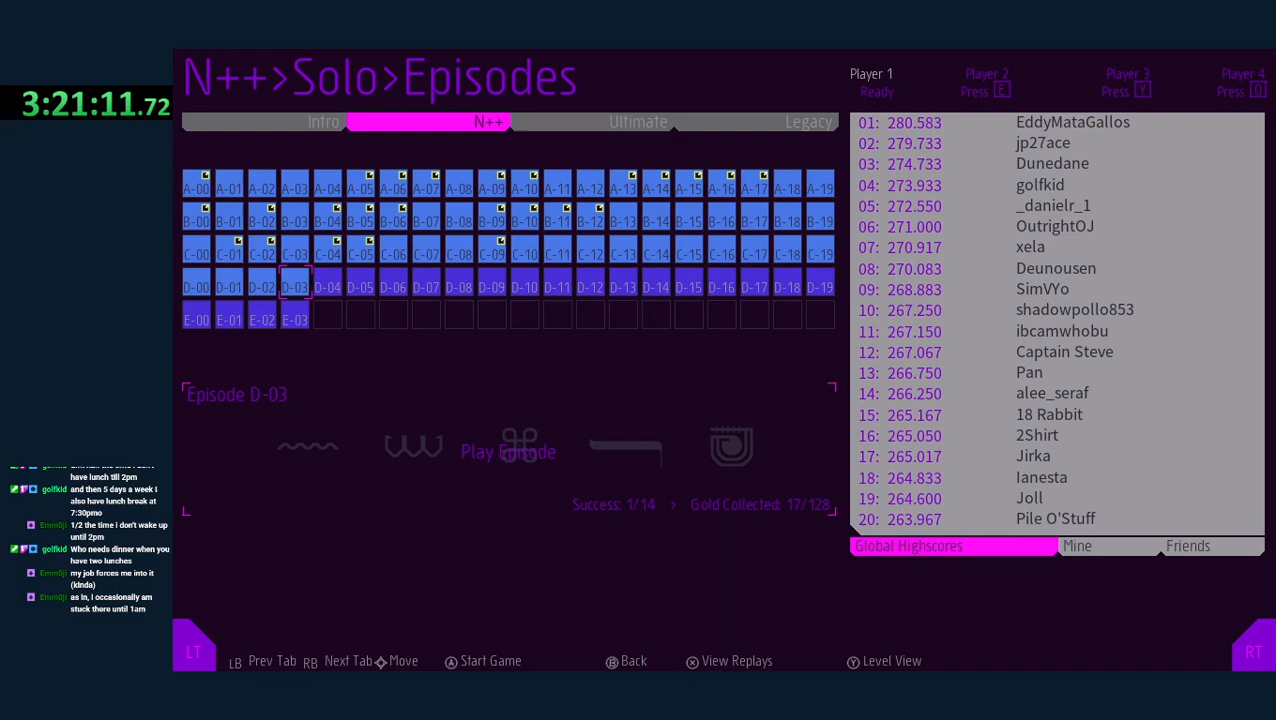 N++>Solo>Episodes
Player 1
Ready
Player 2
Press E
Player 3
Press Y
Player 4
Press O
3:21:11.72
Intro
N++
Ultimate
Legacy
A-00 A-01 A-02 A-03 A-04 A-05 A-06 A-07 A-08 A-09 A-10 A-11 A-12 A-13 A-14 A-15 A-16 A-17 A-18 A-19
B-00 B-01 B-02 B-03 B-04 B-05 B-06 B-07 B-08 B-09 B-10 B-11 B-12 B-13 B-14 B-15 B-16 B-17 B-18 B-19
C-00 C-01 C-02 C-03 C-04 C-05 C-06 C-07 C-08 C-09 C-10 C-11 C-12 C-13 C-14 C-15 C-16 C-17 C-18 C-19
D-00 D-01 D-02 D-03 D-04 D-05 D-06 D-07 D-08 D-09 D-10 D-11 D-12 D-13 D-14 D-15 D-16 D-17 D-18 D-19
E-00 E-01 E-02 E-03
Episode D-03
Play Episode
Success: 1/14 > Gold Collected: 17/128
01: 280.583 EddyMataGallos
02: 279.733 jp27ace
03: 274.733 Dunedane
04: 273.933 golfkid
05: 272.550 _danielr_1
06: 271.000 OutrightOJ
07: 270.917 xela
08: 270.083 Deunousen
09: 268.883 SimVYo
10: 267.250 shadowpollo853
11: 267.150 ibcamwhobu
12: 267.067 Captain Steve
13: 266.750 Pan
14: 266.250 alee_seraf
15: 265.167 18 Rabbit
16: 265.050 2Shirt
17: 265.017 Jirka
18: 264.833 Ianesta
19: 264.600 Joll
20: 263.967 Pile O'Stuff
Global Highscores
Mine
Friends
have lunch till 2pm
golfkid and then 5 days a week I
also have lunch break at
7:30pmo
Emm0ji 1/2 the time i don't wake up
until 2pm
golfkid Who needs dinner when you
have two lunches
Emm0ji my job forces me into it
(kinda)
Emm0ji as in, i occasionally am
stuck there until 1am
LT
LB Prev Tab RB Next Tab Move A Start Game B Back X View Replays Y Level View
RT